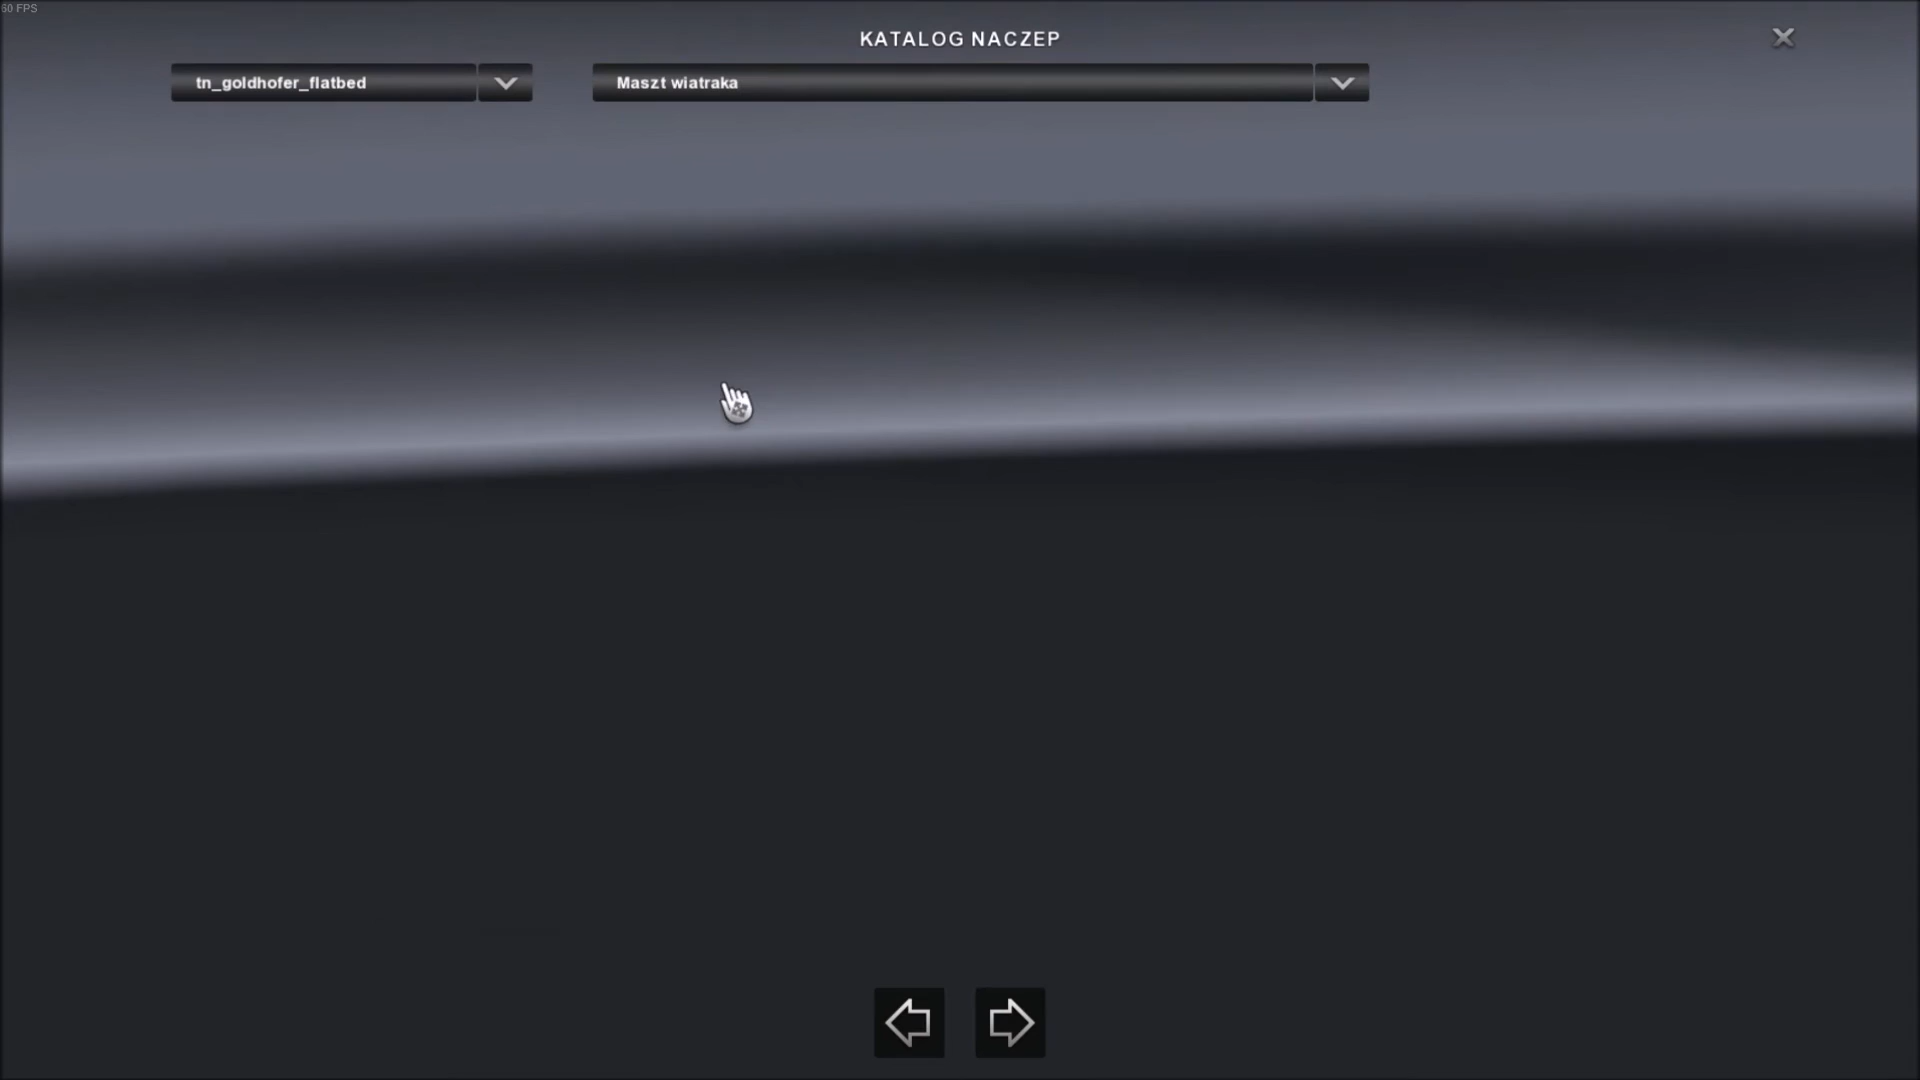 60 FPS
KATALOG NACZEP
tn_goldhofer_flatbed
Maszt wiatraka